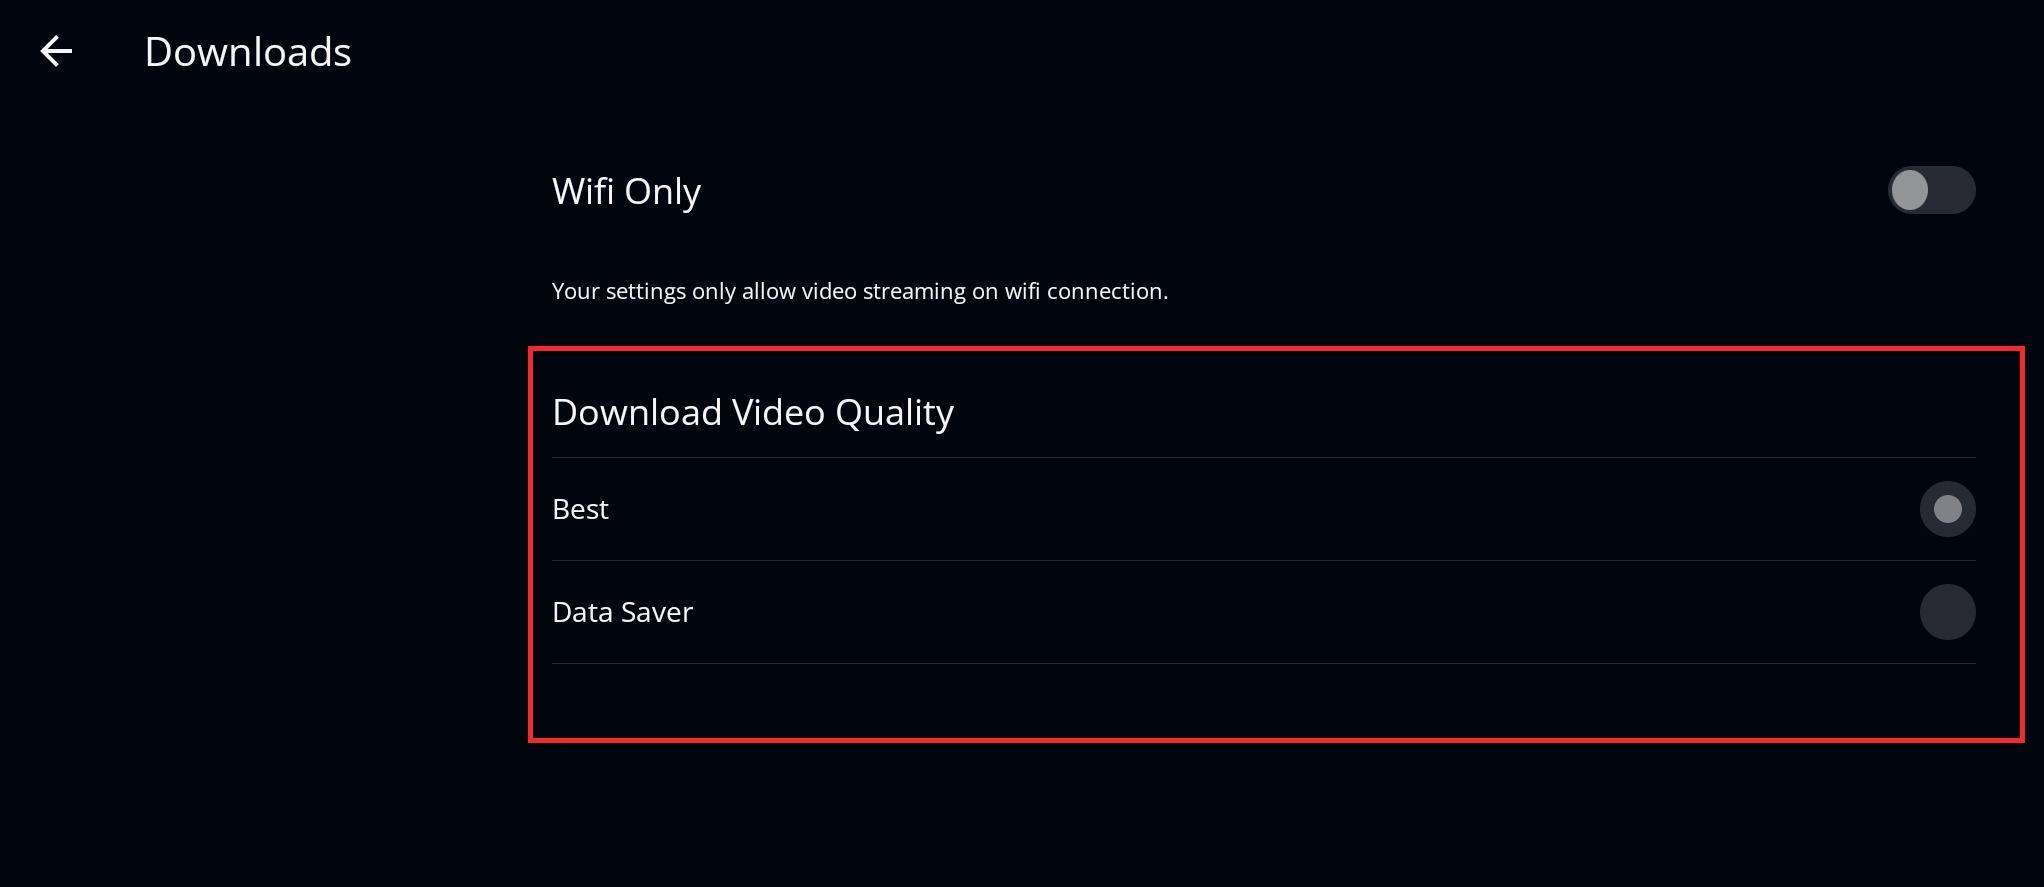 Downloads
Wifi Only
Your settings only allow video streaming on wifi connection.
Download Video Quality
Best
Data Saver